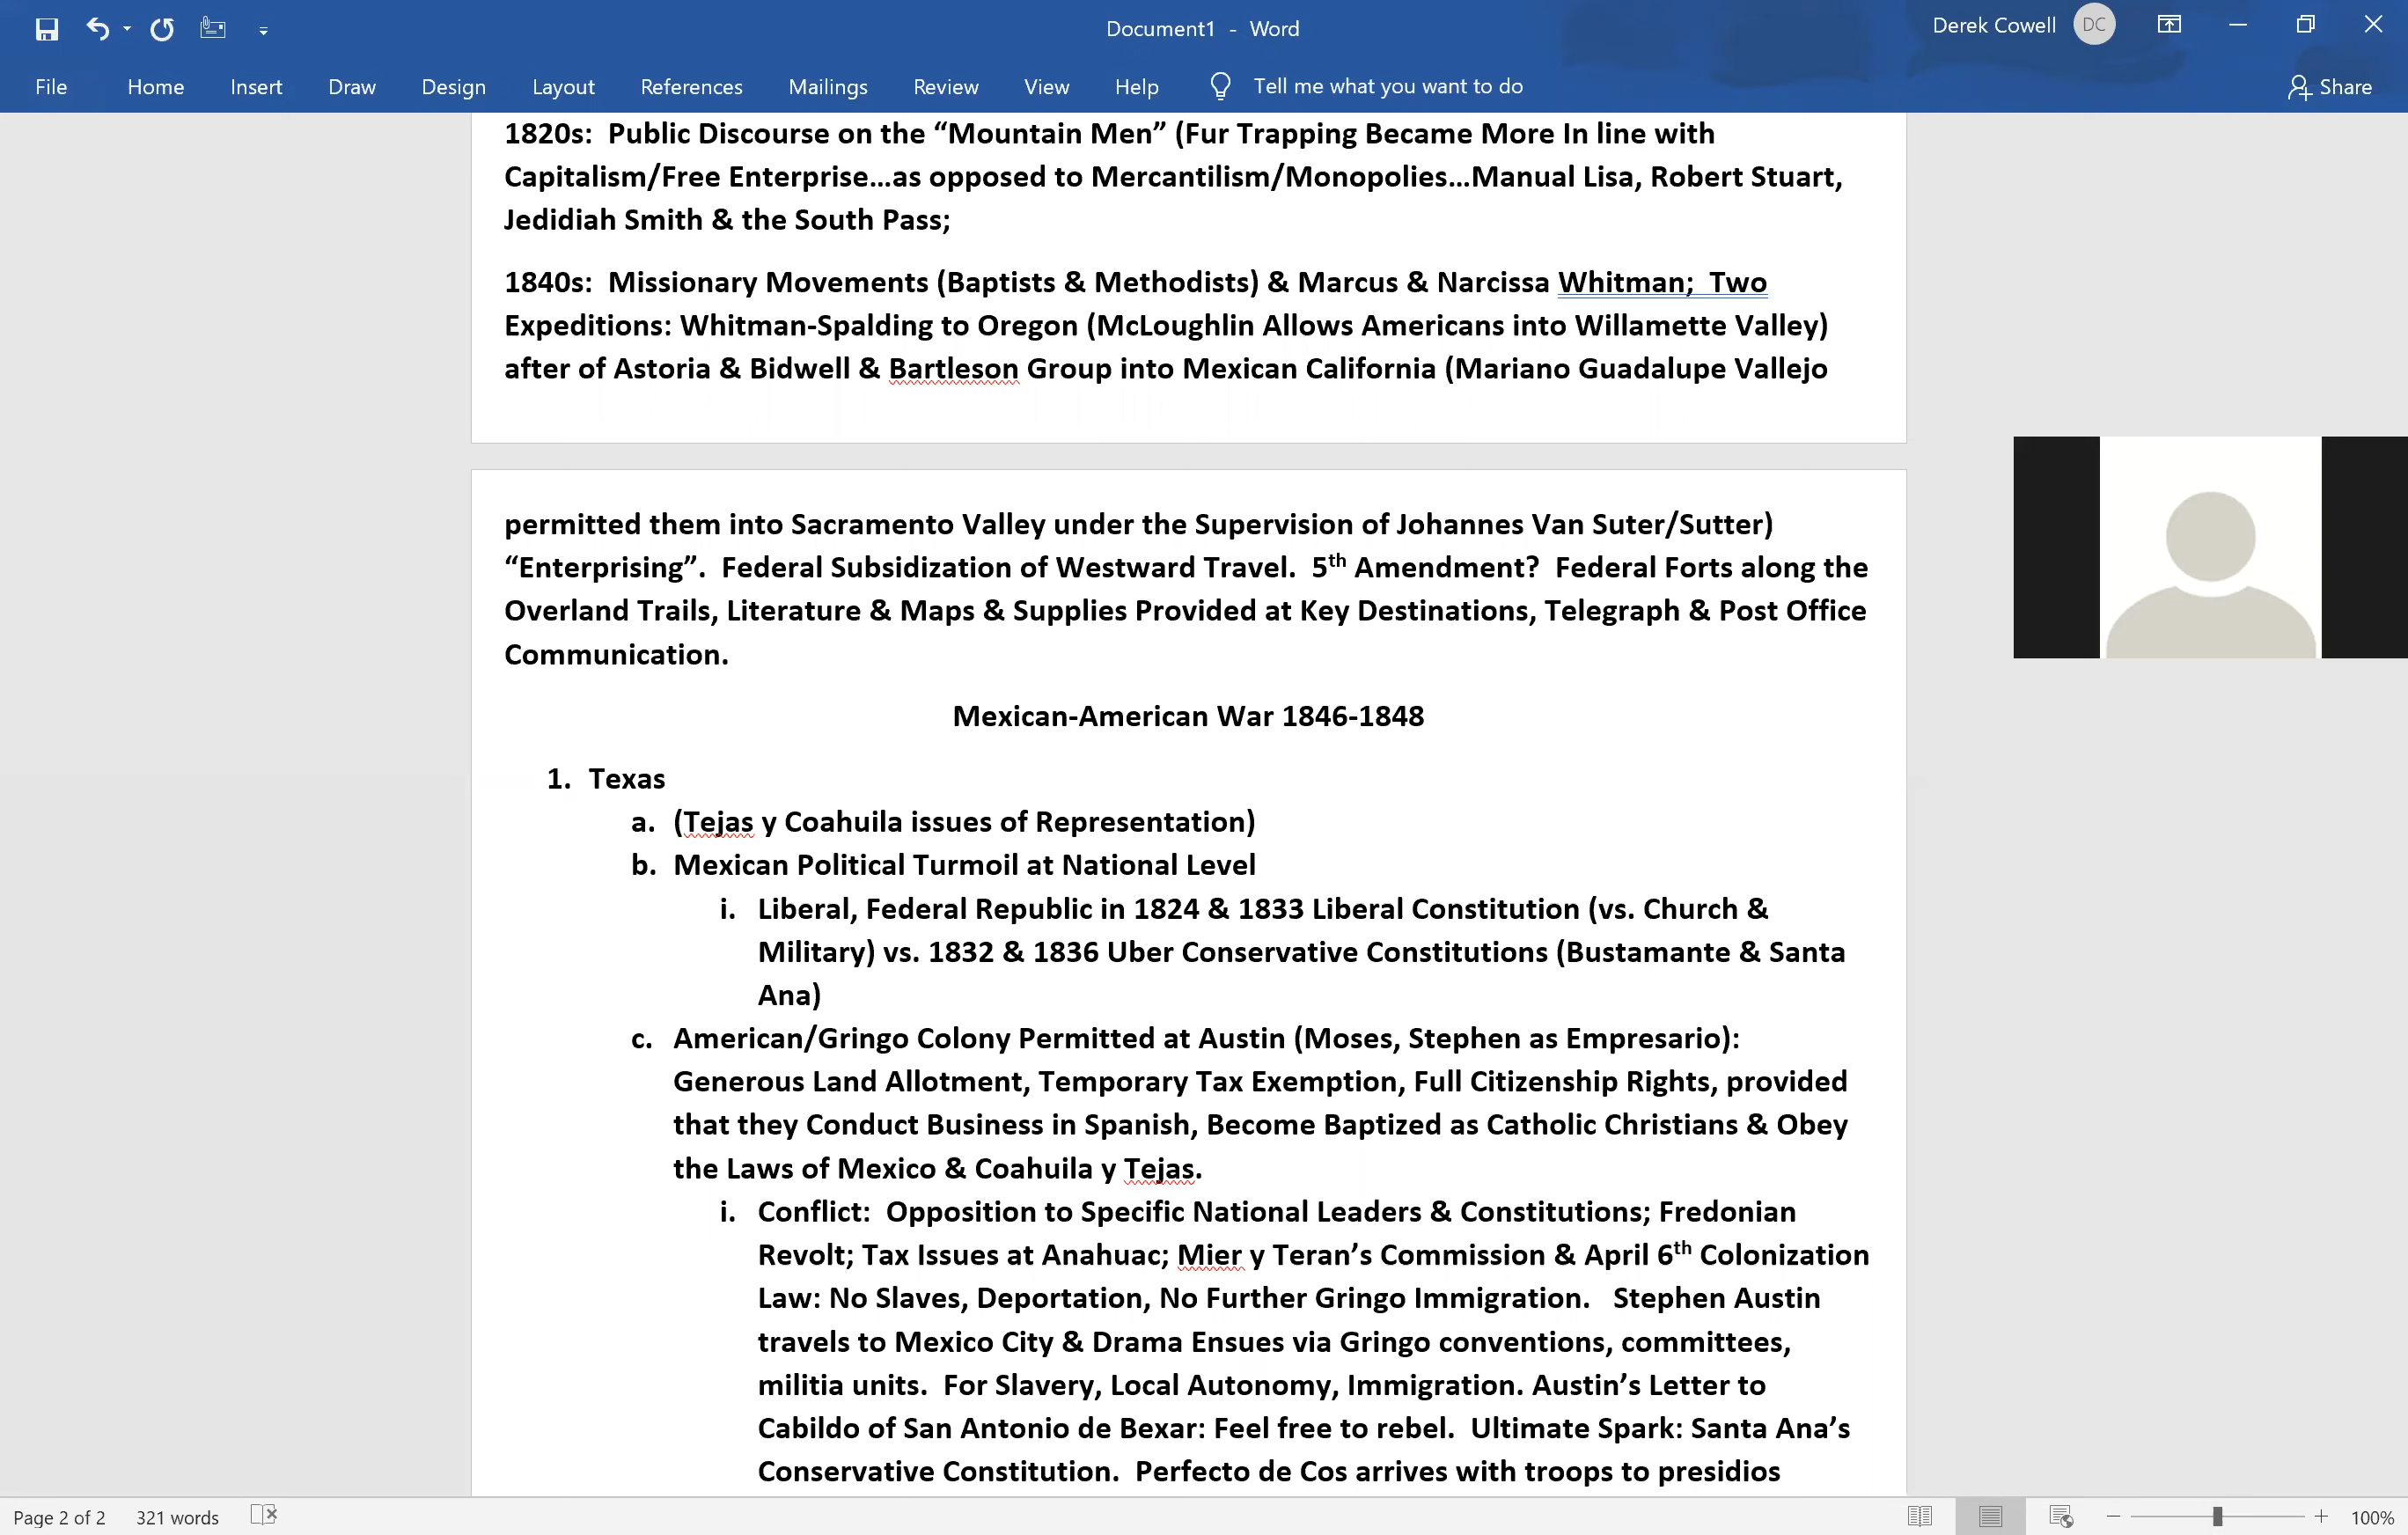 Document1 - Word
Derek Cowell DC
File Home Insert Draw Design Layout References Mailings Review View Help Tell me what you want to do Share
1820s: Public Discourse on the “Mountain Men” (Fur Trapping Became More In line with
Capitalism/Free Enterprise...as opposed to Mercantilism/Monopolies...Manual Lisa, Robert Stuart,
Jedidiah Smith & the South Pass;
1840s: Missionary Movements (Baptists & Methodists) & Marcus & Narcissa Whitman; Two
Expeditions: Whitman-Spalding to Oregon (McLoughlin Allows Americans into Willamette Valley)
after of Astoria & Bidwell & Bartleson Group into Mexican California (Mariano Guadalupe Vallejo
permitted them into Sacramento Valley under the Supervision of Johannes Van Suter/Sutter)
“Enterprising”. Federal Subsidization of Westward Travel. 5th Amendment? Federal Forts along the
Overland Trails, Literature & Maps & Supplies Provided at Key Destinations, Telegraph & Post Office
Communication.
Mexican-American War 1846-1848
1. Texas
a. (Tejas y Coahuila issues of Representation)
b. Mexican Political Turmoil at National Level
i. Liberal, Federal Republic in 1824 & 1833 Liberal Constitution (vs. Church &
Military) vs. 1832 & 1836 Uber Conservative Constitutions (Bustamante & Santa
Ana)
c. American/Gringo Colony Permitted at Austin (Moses, Stephen as Empresario):
Generous Land Allotment, Temporary Tax Exemption, Full Citizenship Rights, provided
that they Conduct Business in Spanish, Become Baptized as Catholic Christians & Obey
the Laws of Mexico & Coahuila y Tejas.
i. Conflict: Opposition to Specific National Leaders & Constitutions; Fredonian
Revolt; Tax Issues at Anahuac; Mier y Teran’s Commission & April 6th Colonization
Law: No Slaves, Deportation, No Further Gringo Immigration. Stephen Austin
travels to Mexico City & Drama Ensues via Gringo conventions, committees,
militia units. For Slavery, Local Autonomy, Immigration. Austin’s Letter to
Cabildo of San Antonio de Bexar: Feel free to rebel. Ultimate Spark: Santa Ana’s
Conservative Constitution. Perfecto de Cos arrives with troops to presidios
Page 2 of 2 321 words 100%